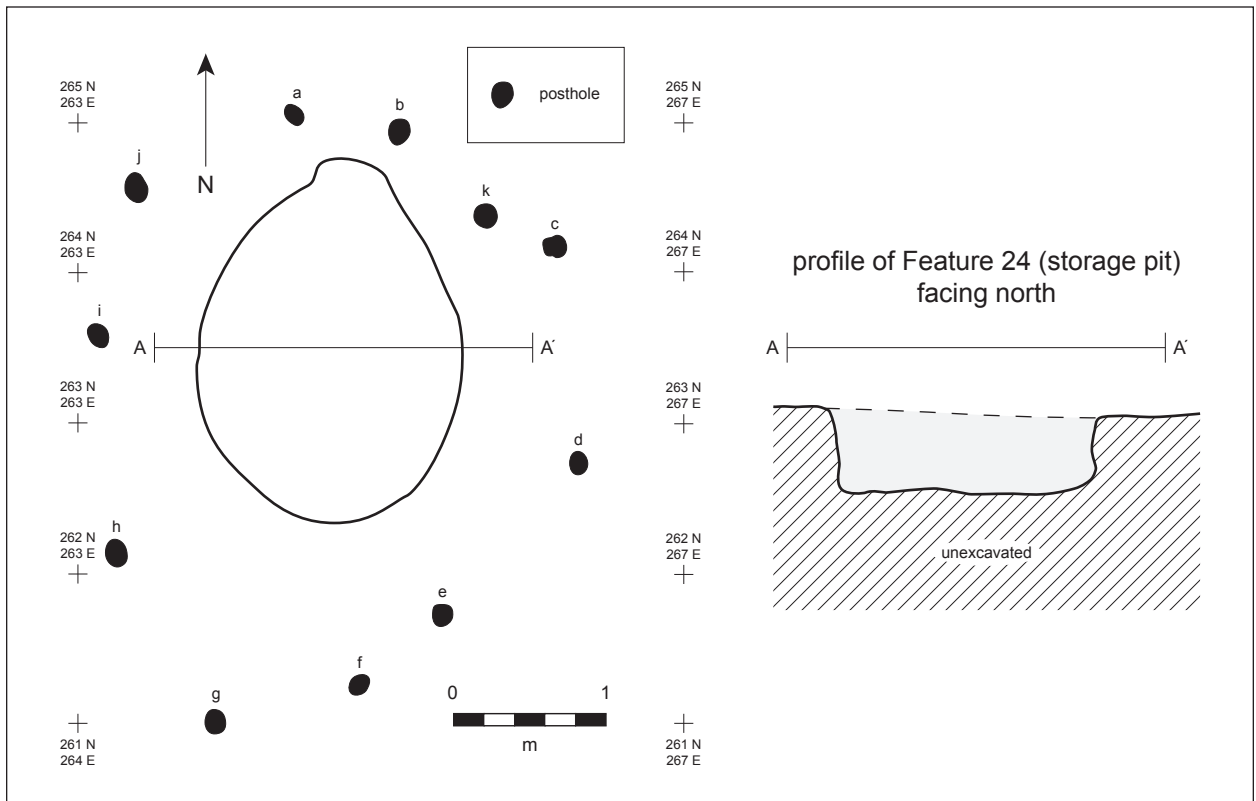 265 N
263 E
a
b
posthole
265 N
267 E
j
N
k
c
264 N
263 E
264 N
267 E
profile of Feature 24 (storage pit)
facing north
i
A
A´
A
A´
263 N
263 E
263 N
267 E
d
h
262 N
263 E
262 N
267 E
unexcavated
e
f
g
0
1
m
261 N
264 E
261 N
267 E